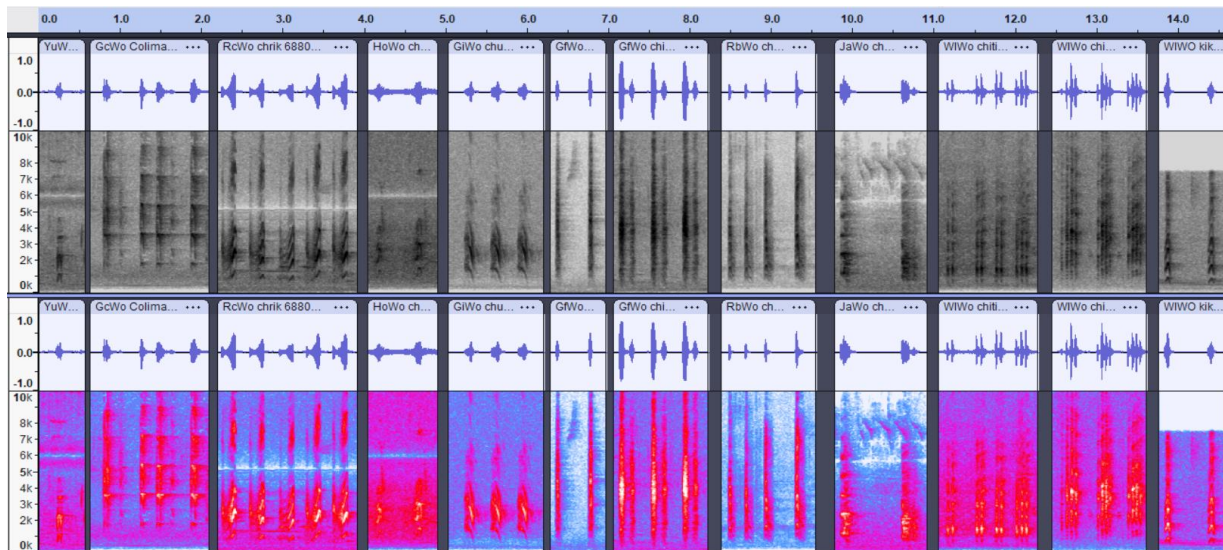 0.0 1.0 2.0 3.0 4.0 5.0 6.0 7.0 8.0 9.0 10.0 11.0 12.0 13.0 14.0
YuW... GcWo Colima... ... RcWo chrik 6880... ... HoWo ch... GiWo chu... ... GfWo... GfWo chi... ... RbWo ch... ... JaWo ch... ... WIWo chiti... ... WIWo chi... ... WIWO kik...
1.0
0.0
-1.0
10k
8k
7k
6k
5k
4k
3k
2k
1k
0k
YuW... GcWo Colima... ... RcWo chrik 6880... ... HoWo ch... GiWo chu... ... GfWo... GfWo chi... ... RbWo ch... ... JaWo ch... ... WIWo chiti... ... WIWo chi... ... WIWO kik...
1.0
0.0
-1.0
10k
8k
7k
6k
5k
4k
3k
2k
1k
0k